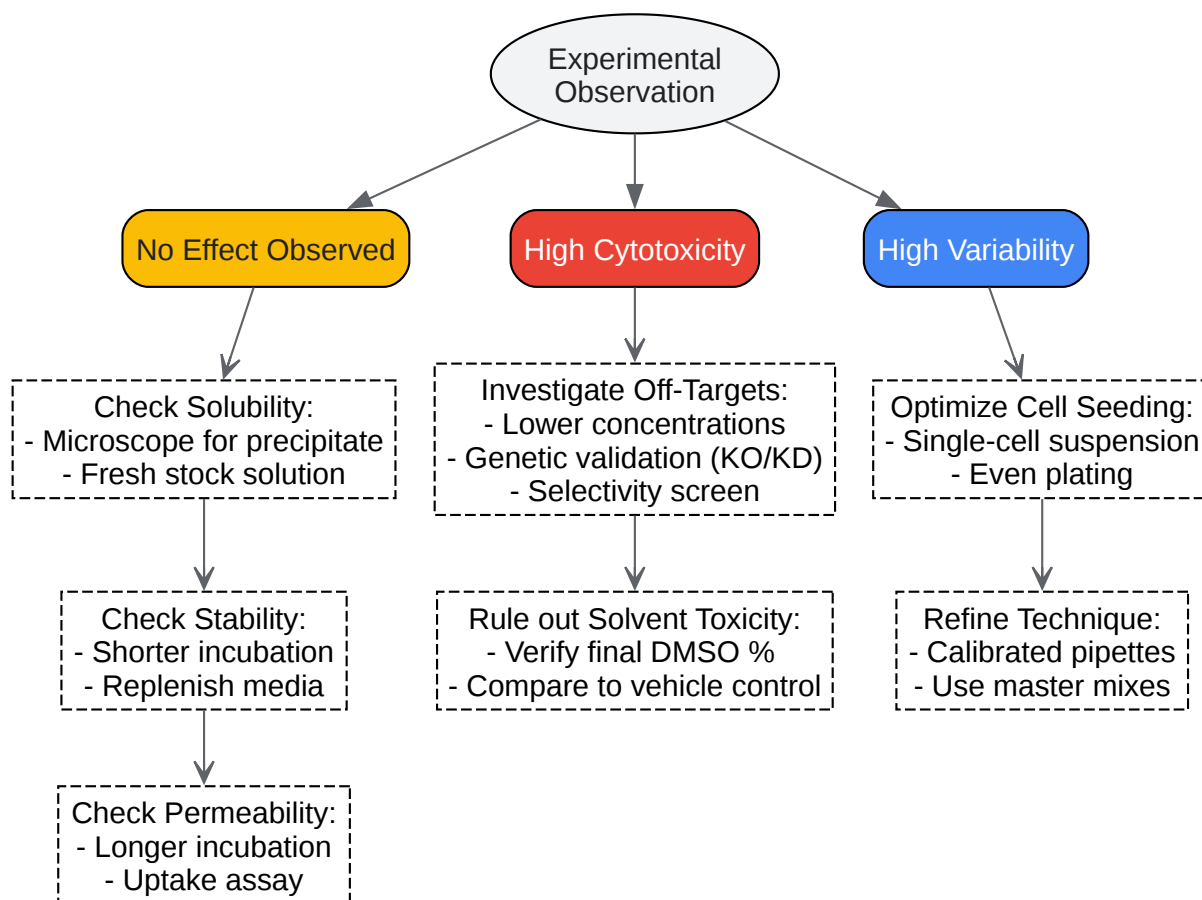 Experimental
Observation
No Effect Observed
High Cytotoxicity
High Variability
Check Solubility:
- Microscope for precipitate
- Fresh stock solution
Investigate Off-Targets:
- Lower concentrations
- Genetic validation (KO/KD)
- Selectivity screen
Optimize Cell Seeding:
- Single-cell suspension
- Even plating
Check Stability:
- Shorter incubation
- Replenish media
Rule out Solvent Toxicity:
- Verify final DMSO %
- Compare to vehicle control
Refine Technique:
- Calibrated pipettes
- Use master mixes
Check Permeability:
- Longer incubation
- Uptake assay